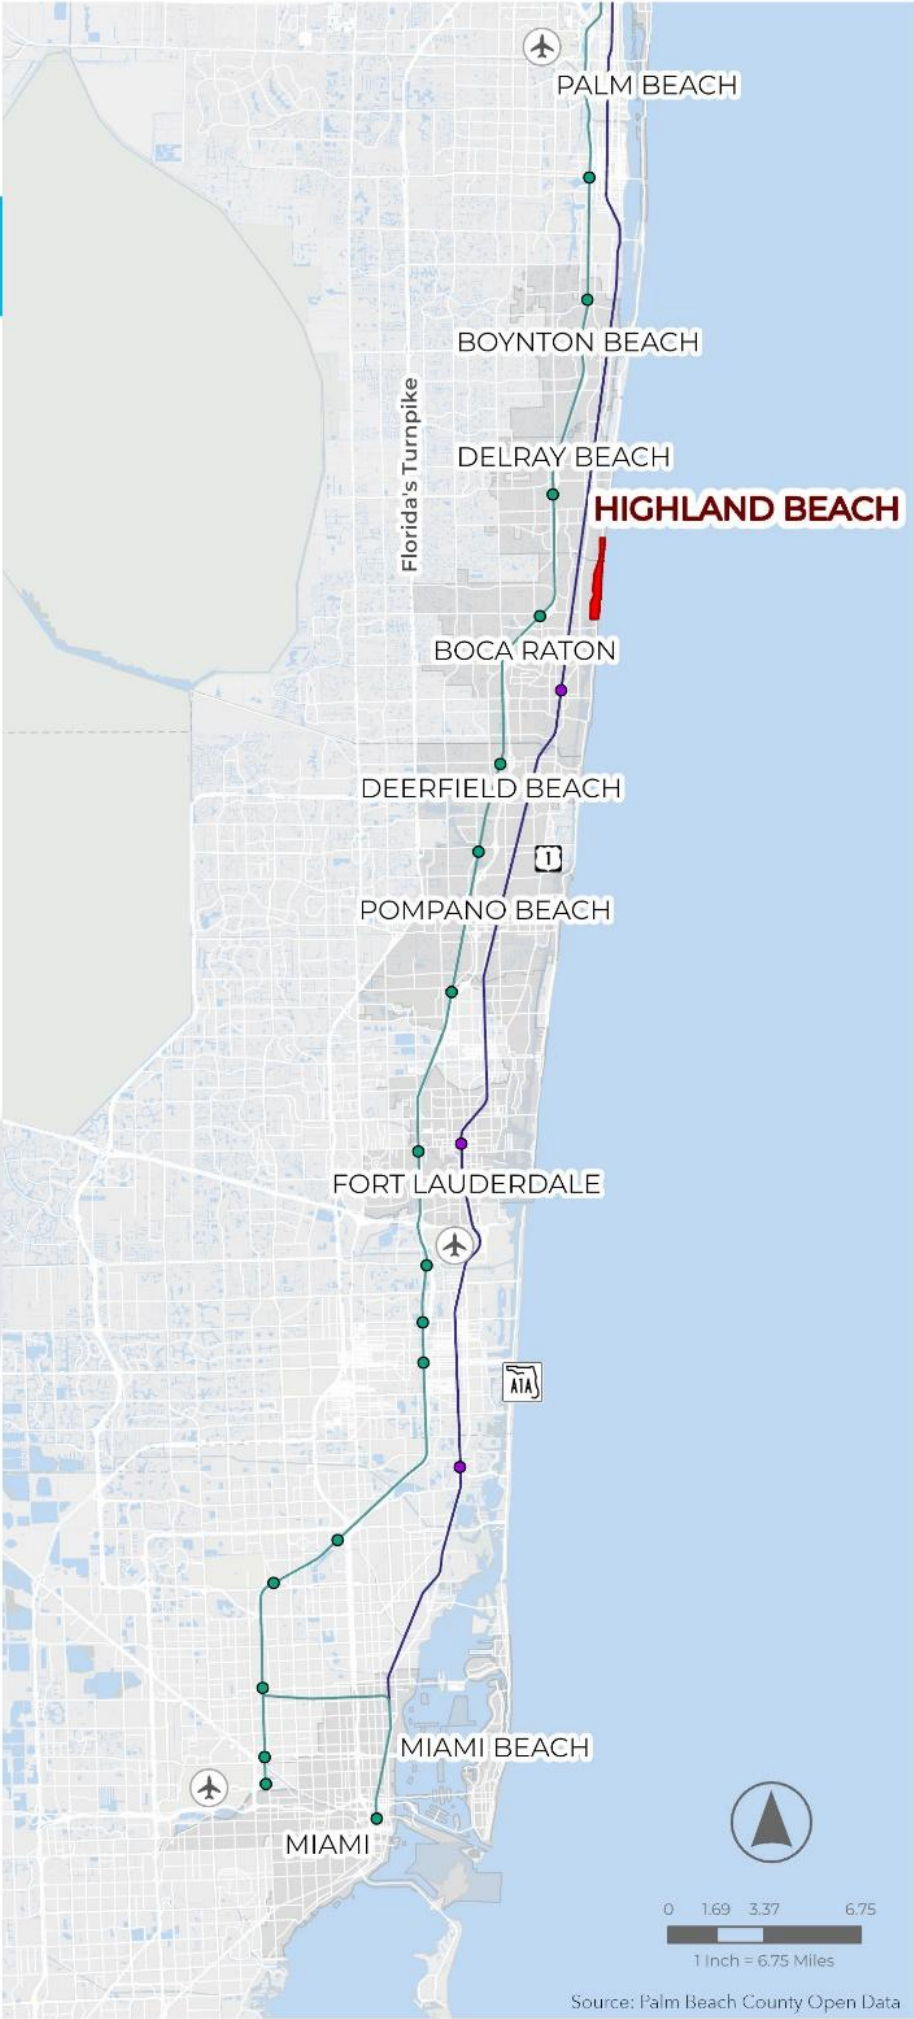 PALM BEACH
BOYNTON BEACH
Florida's Turnpike
DELRAY BEACH
HIGHLAND BEACH
BOCA RATON
DEERFIELD BEACH
1
POMPANO BEACH
FORT LAUDERDALE
A1A
MIAMI BEACH
MIAMI
0 1.69 3.37 6.75
1 Inch = 6.75 Miles
Source: Palm Beach County Open Data